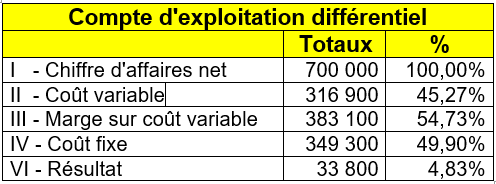 Compte d'exploitation différentiel
Totaux %
I - Chiffre d'affaires net 700 000 100,00%
II - Coût variable 316 900 45,27%
III - Marge sur coût variable 383 100 54,73%
IV - Coût fixe 349 300 49,90%
VI - Résultat 33 800 4,83%